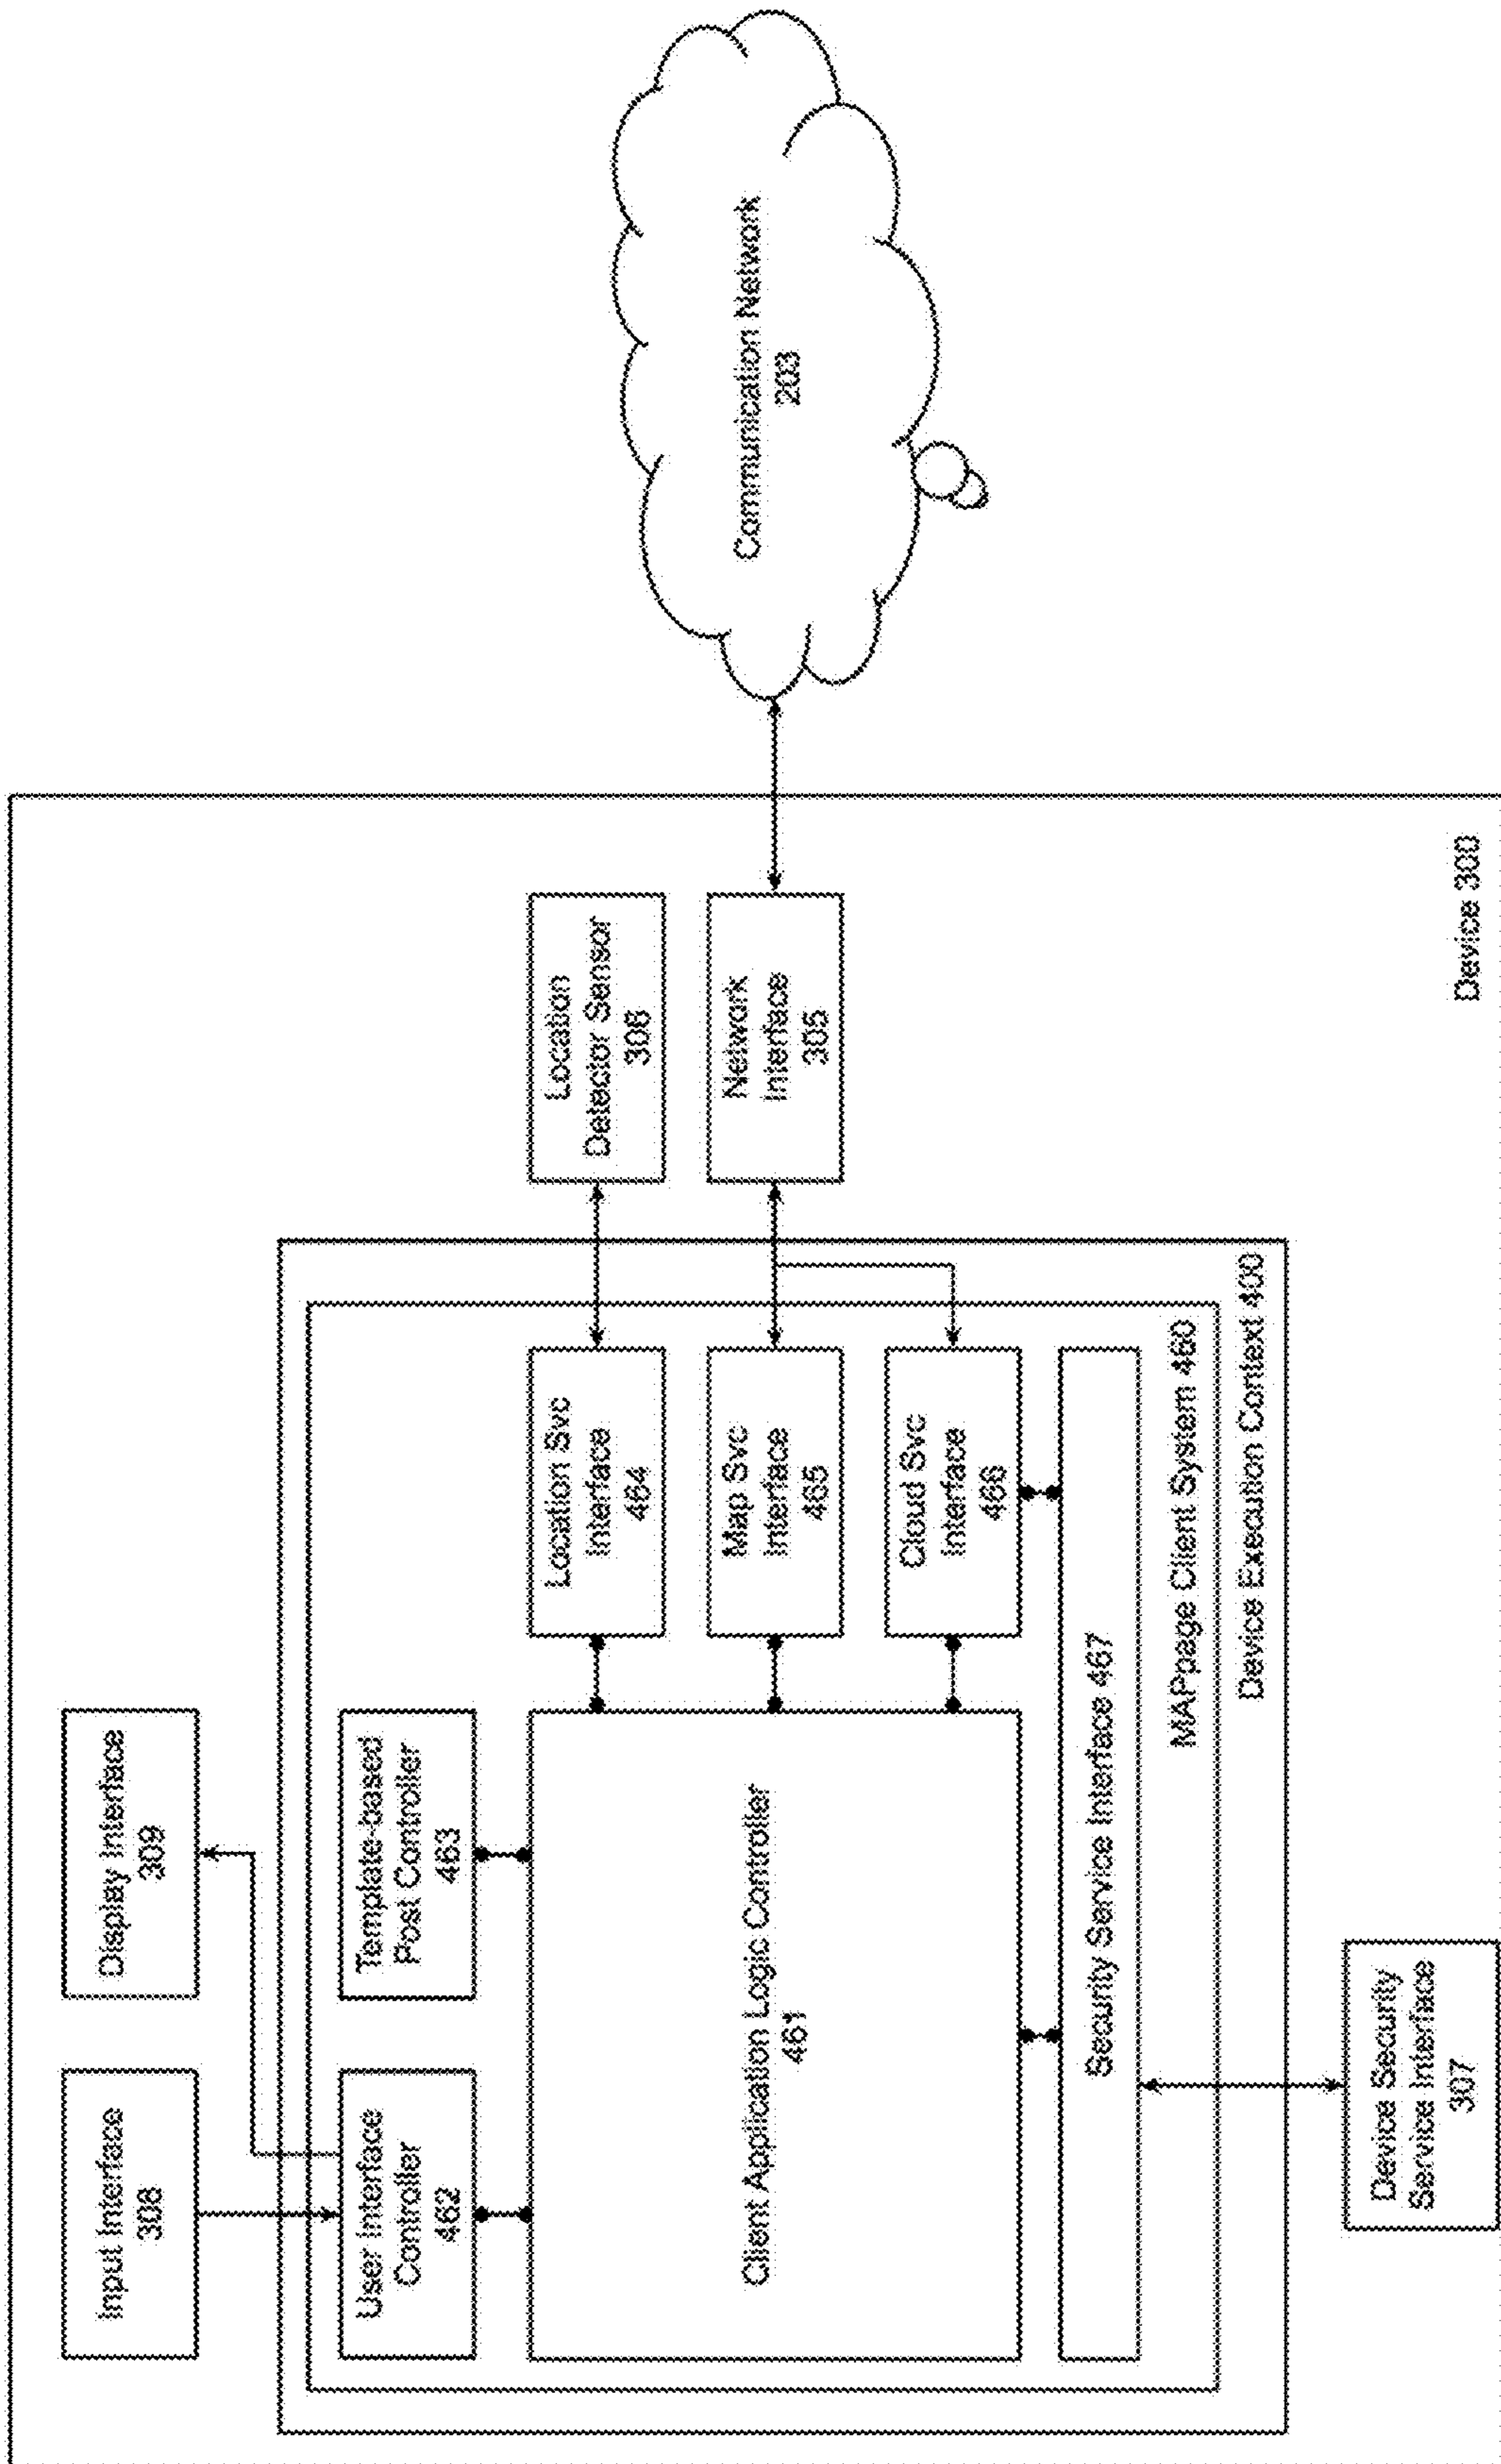 Input Interface
308
Display Interface
309
User Interface
Controller
462
Template-based
Post Controller
463
Client Application Logic Controller
461
Location Svc
Interface
464
Map Svc
Interface
465
Cloud Svc
Interface
466
Security Service Interface 467
MAPpage Client System 460
Device Execution Context 400
Location
Detector Sensor
306
Network
Interface
305
Communication Network
203
Device Security
Service Interface
307
Device 300